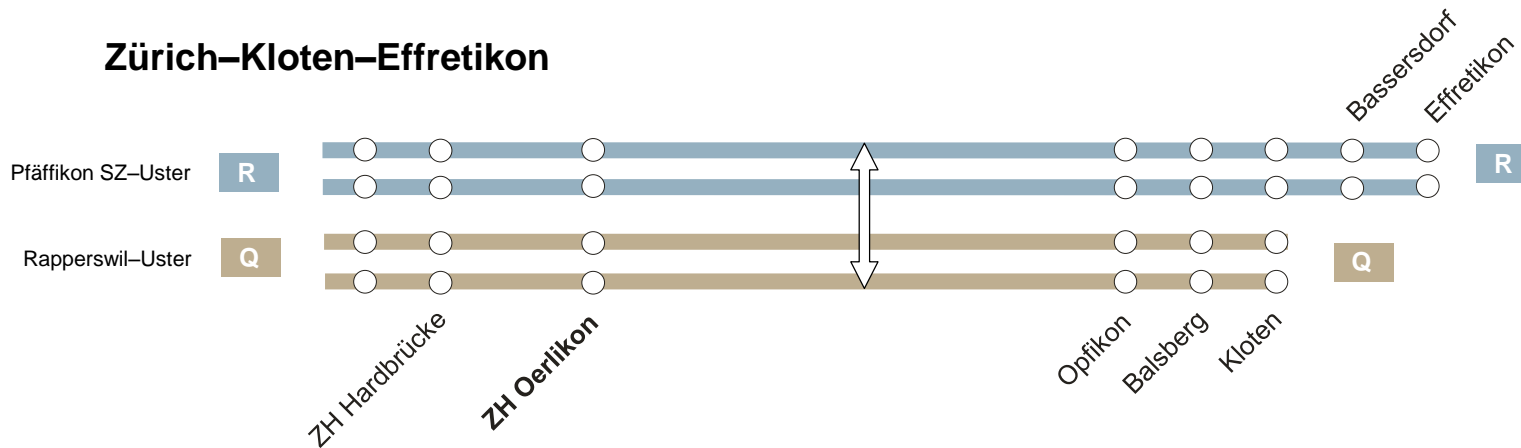 Zürich–Kloten–Effretikon
Bassersdorf
Effretikon
Pfäffikon SZ–Uster
R
R
Rapperswil–Uster
Q
Q
ZH Hardbrücke
ZH Oerlikon
Opfikon
Balsberg
Kloten